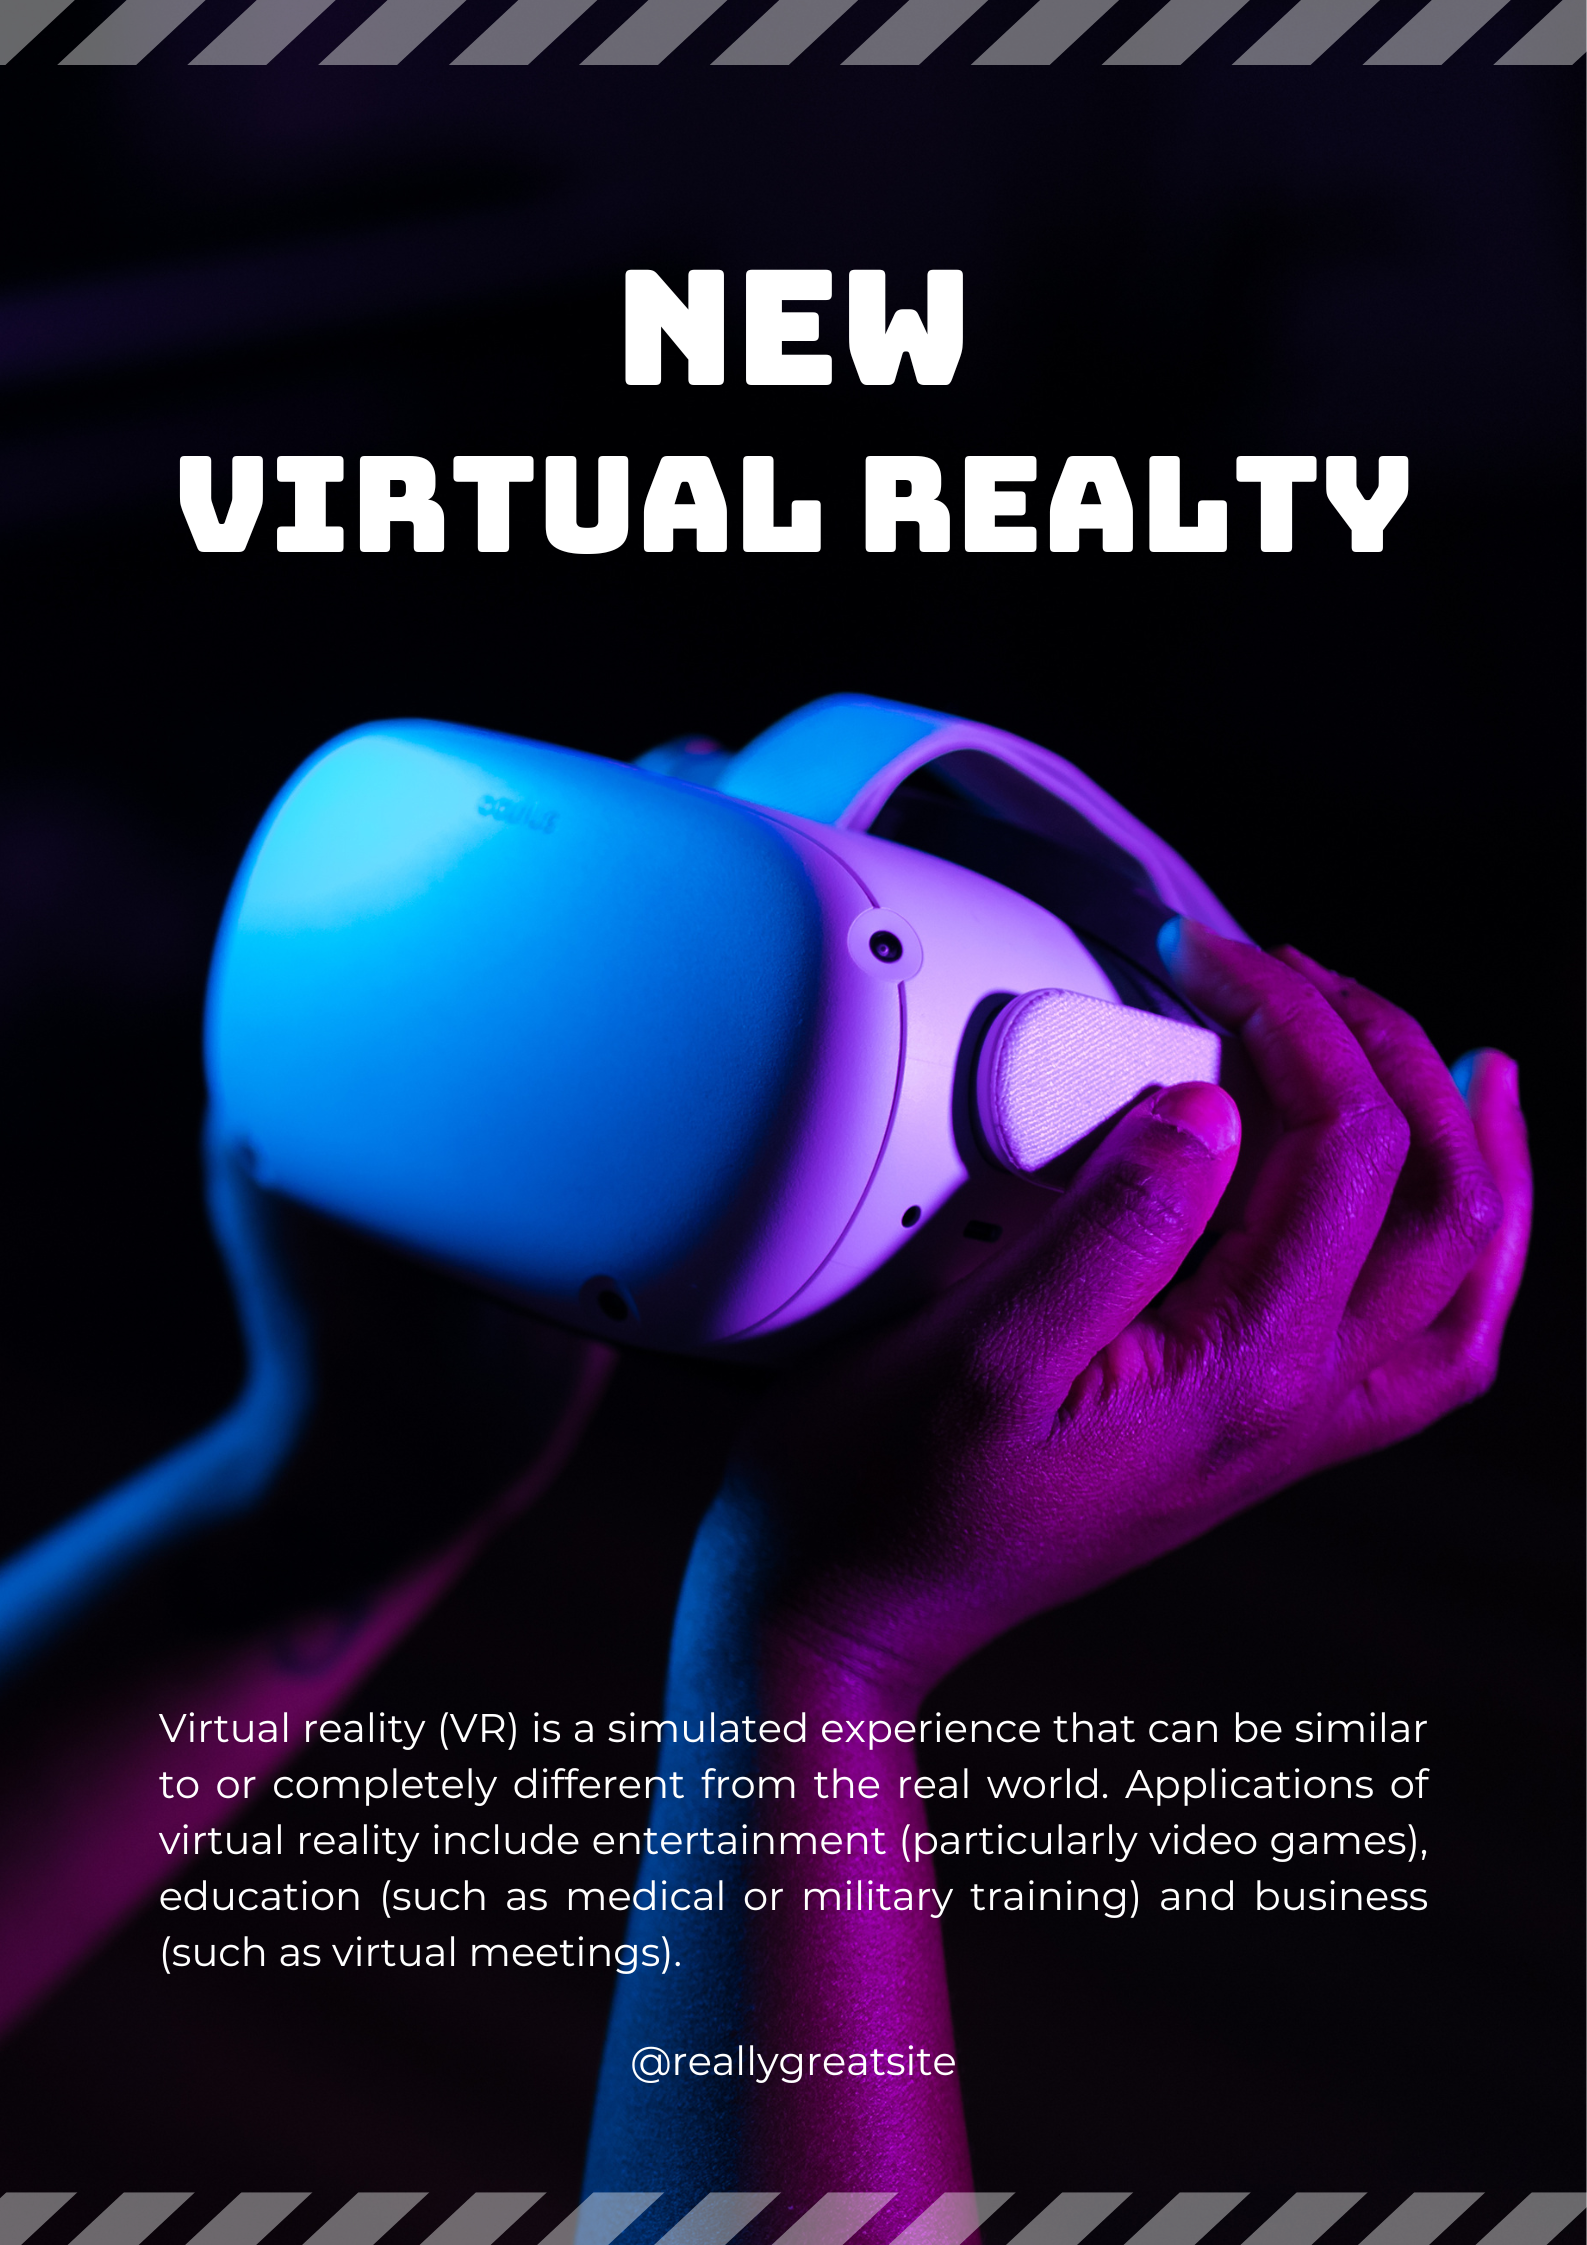 NEW
VIRTUAL REALTY
oculus
Virtual reality (VR) is a simulated experience that can be similar
to or completely different from the real world. Applications of
virtual reality include entertainment (particularly video games),
education (such as medical or military training) and business
(such as virtual meetings).
@reallygreatsite